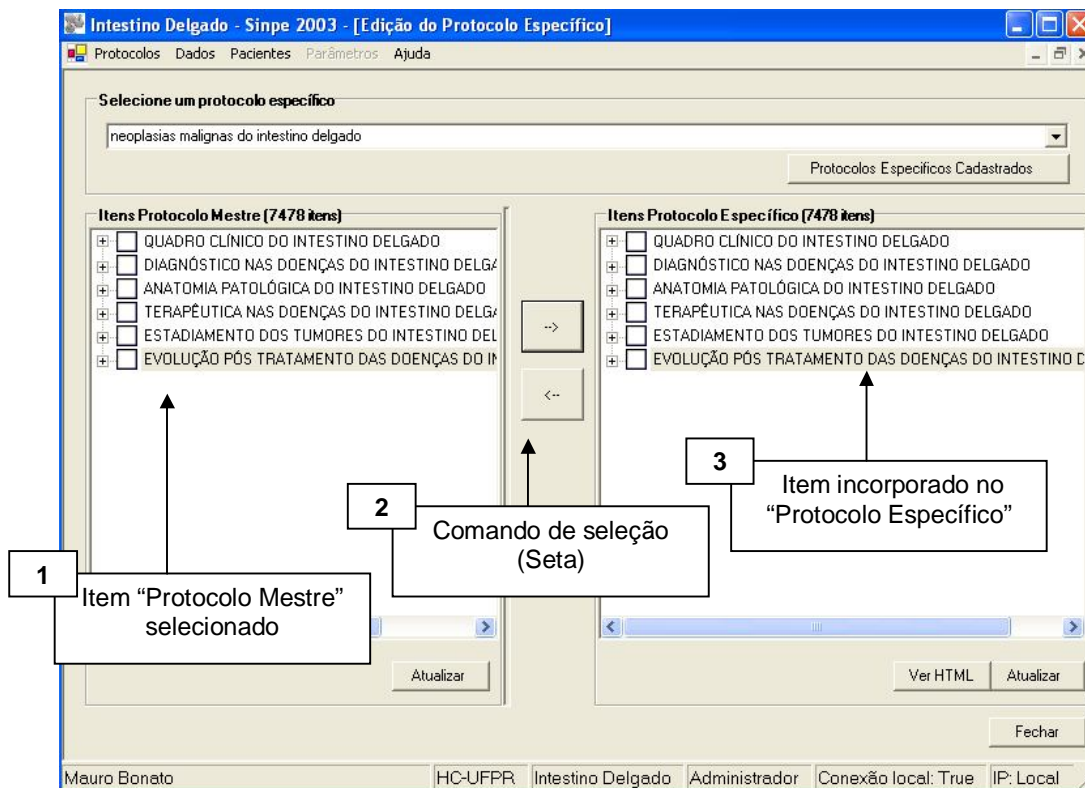 Intestino Delgado - Sinpe 2003 - [Edição do Protocolo Específico]
Protocolos Dados Pacientes Parâmetros Ajuda
Selecione um protocolo específico
neoplasias malignas do intestino delgado
Protocolos Especificos Cadastrados
Itens Protocolo Mestre (7478 itens)
QUADRO CLÍNICO DO INTESTINO DELGADO
DIAGNÓSTICO NAS DOENÇAS DO INTESTINO DELGA
ANATOMIA PATOLÓGICA DO INTESTINO DELGADO
TERAPÊUTICA NAS DOENÇAS DO INTESTINO DELGA
ESTADIAMENTO DOS TUMORES DO INTESTINO DEL
EVOLUÇÃO PÓS TRATAMENTO DAS DOENÇAS DO IN
-->
<--
Itens Protocolo Específico (7478 itens)
QUADRO CLÍNICO DO INTESTINO DELGADO
DIAGNÓSTICO NAS DOENÇAS DO INTESTINO DELGADO
ANATOMIA PATOLÓGICA DO INTESTINO DELGADO
TERAPÊUTICA NAS DOENÇAS DO INTESTINO DELGADO
ESTADIAMENTO DOS TUMORES DO INTESTINO DELGADO
EVOLUÇÃO PÓS TRATAMENTO DAS DOENÇAS DO INTESTINO D
1
Item “Protocolo Mestre”
selecionado
2
Comando de seleção
(Seta)
3
Item incorporado no
“Protocolo Específico”
Atualizar
Ver HTML
Atualizar
Fechar
Mauro Bonato HC-UFPR Intestino Delgado Administrador Conexão local: True IP: Local